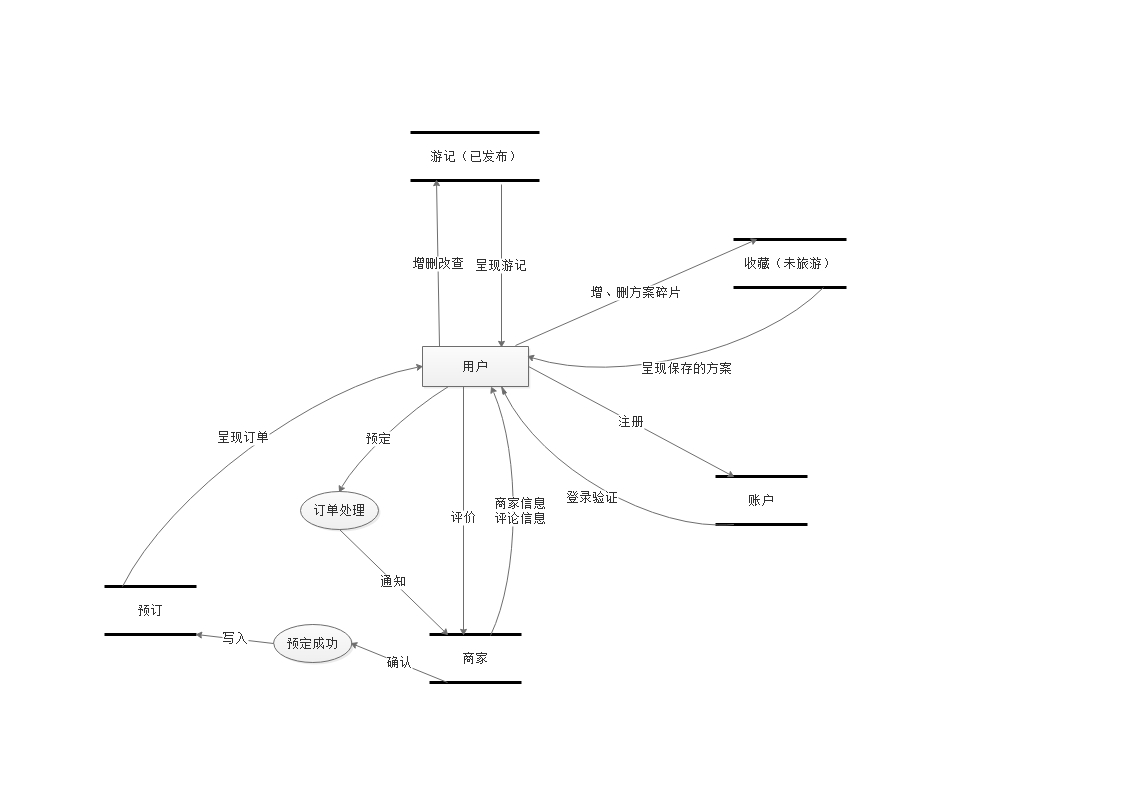 游记（已发布）
增删改查
呈现游记
收藏（未旅游）
增、删方案碎片
用户
呈现保存的方案
注册
呈现订单
预定
登录验证
账户
商家信息
评论信息
评价
订单处理
通知
预订
写入
预定成功
确认
商家